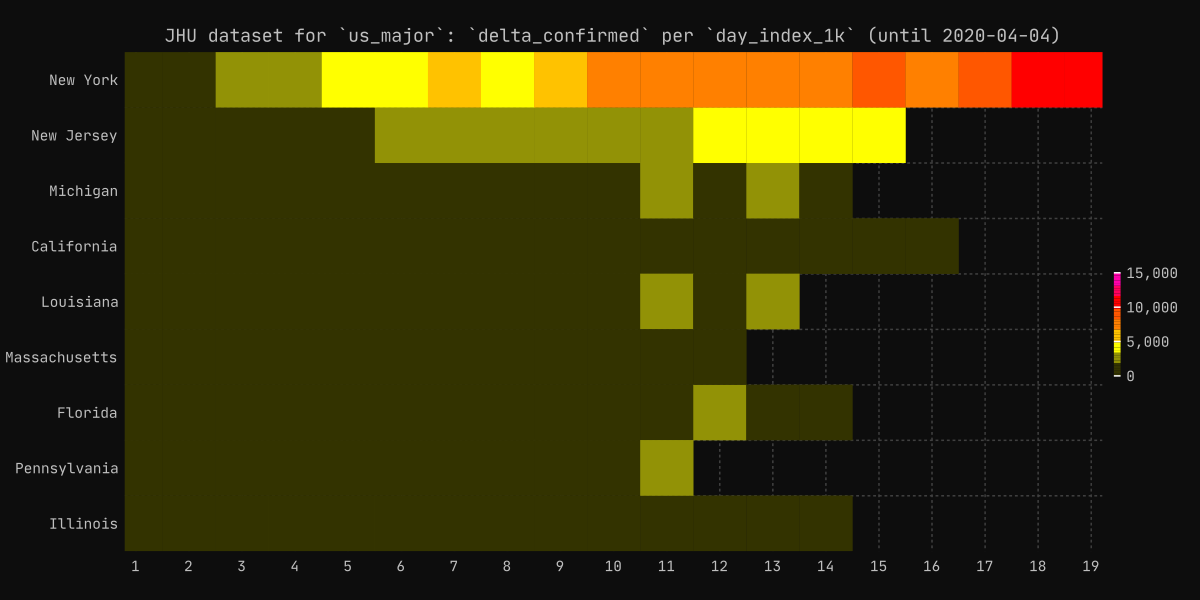 JHU dataset for `us_major`: `delta_confirmed` per `day_index_1k` (until 2020-04-04)
New York
New Jersey
Michigan
California
Louisiana
Massachusetts
Florida
Pennsylvania
Illinois
15,000
10,000
5,000
0
1 2 3 4 5 6 7 8 9 10 11 12 13 14 15 16 17 18 19